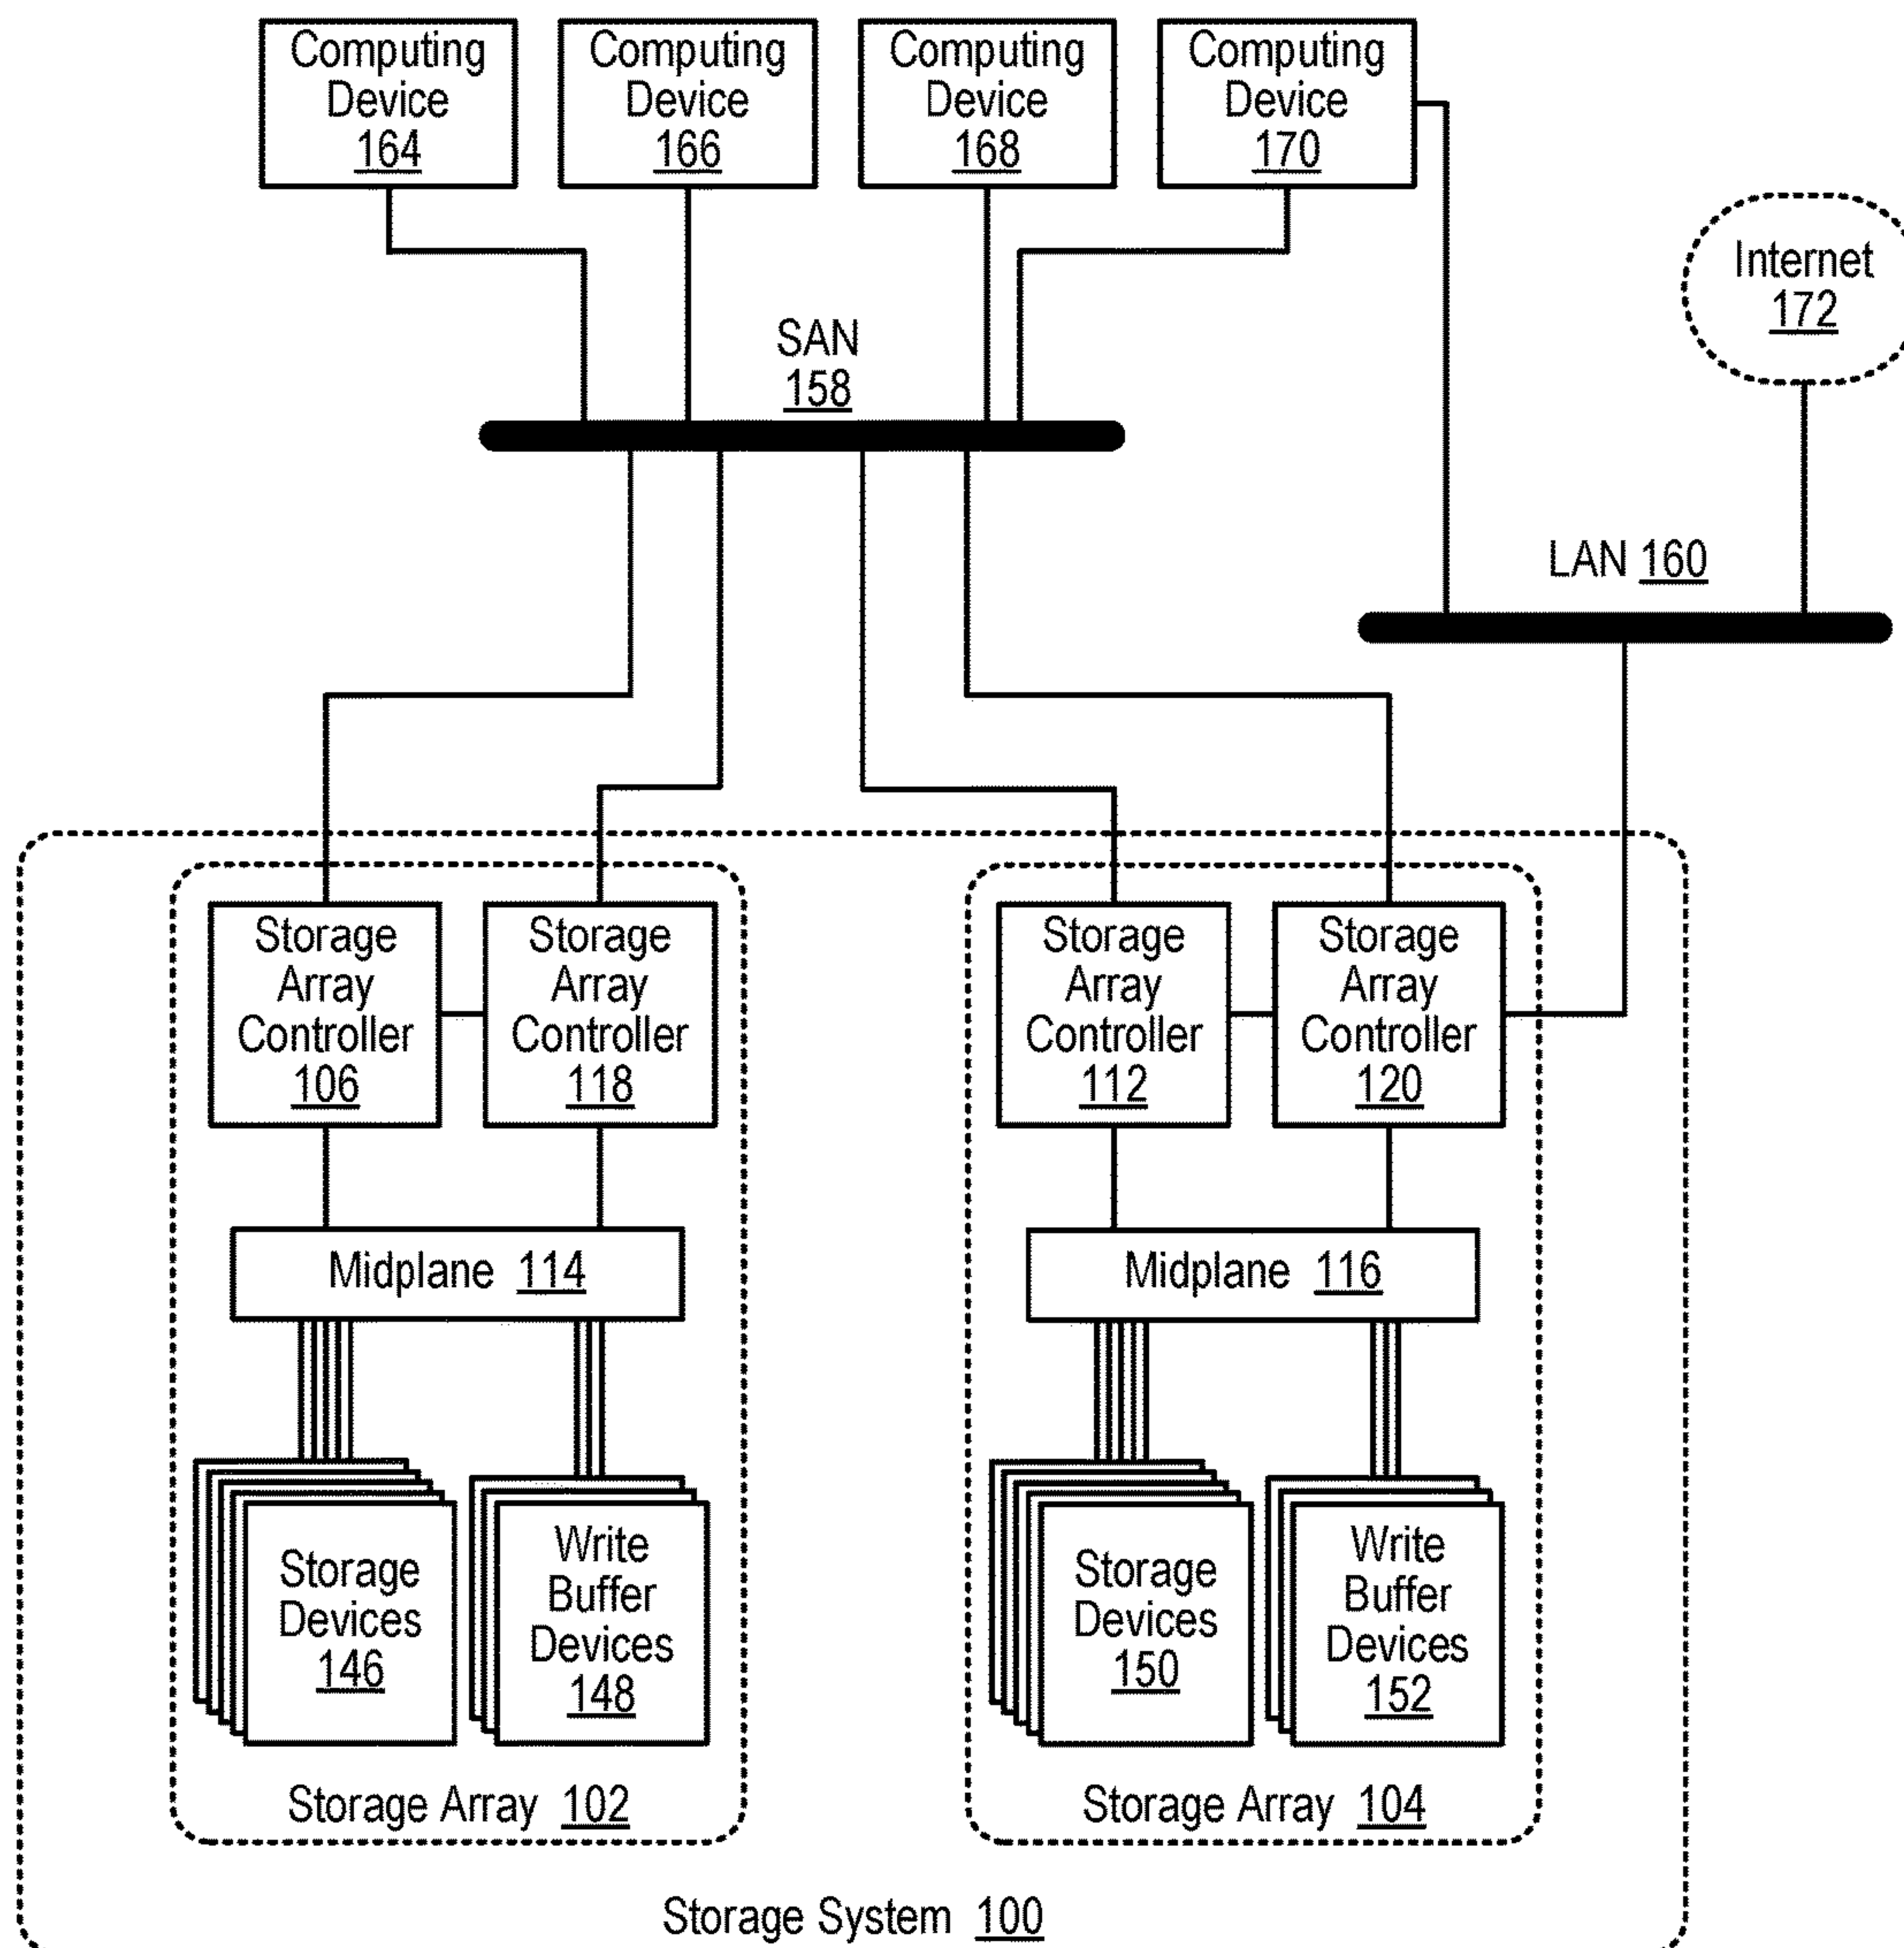 Computing
Device
164
Computing
Device
166
Computing
Device
168
Computing
Device
170
Internet
172
SAN
158
LAN 160
Storage
Array
Controller
106
Storage
Array
Controller
118
Storage
Array
Controller
112
Storage
Array
Controller
120
Midplane 114
Midplane 116
Storage
Devices
146
Write
Buffer
Devices
148
Storage
Devices
150
Write
Buffer
Devices
152
Storage Array 102
Storage Array 104
Storage System 100